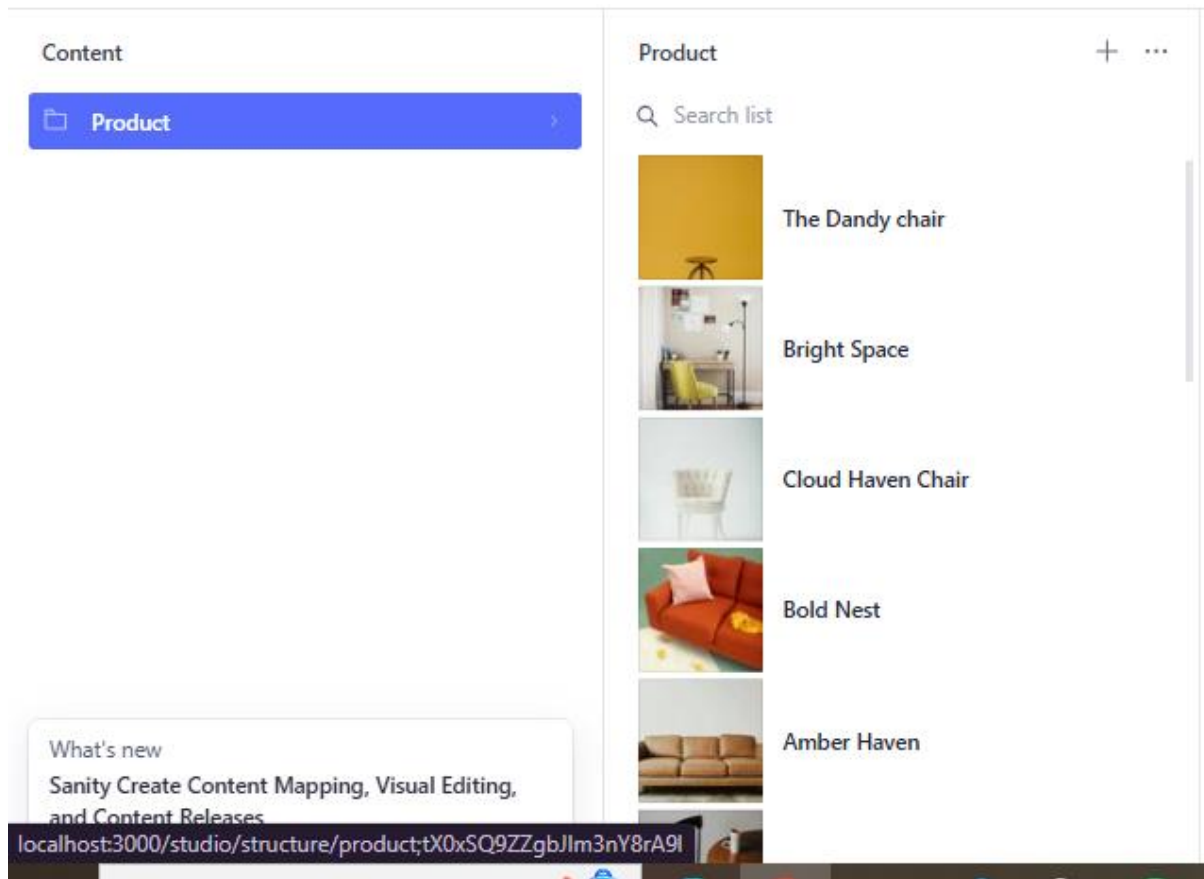 Content
Product
Product
Search list
The Dandy chair
Bright Space
Cloud Haven Chair
Bold Nest
Amber Haven
What's new
Sanity Create Content Mapping, Visual Editing,
and Content Releases
localhost:3000/studio/structure/product;tX0xSQ9ZZgbJIm3nY8rA9I